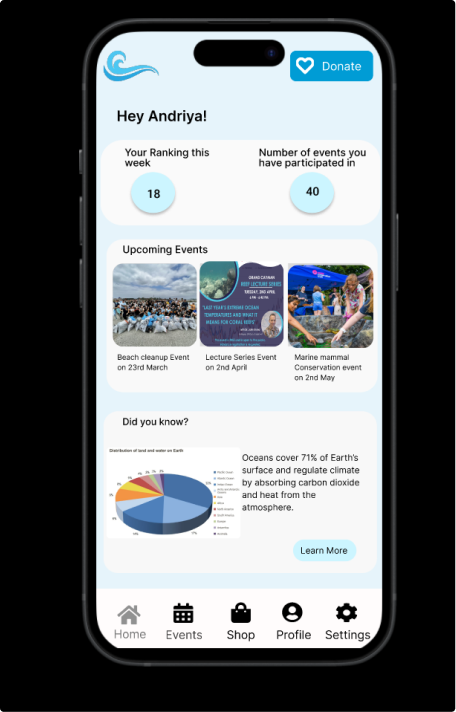 Donate
Hey Andriya!
Your Ranking this
week
18
Number of events you
have participated in
40
Upcoming Events
GRAND CAYMAN
REEF LECTURE SERIES
TUESDAY, 2ND APRIL
"LAST YEAR'S EXTREME OCEAN
TEMPERATURES AND WHAT IT
MEANS FOR CORAL REEFS"
Beach cleanup Event
on 23rd March
Lecture Series Event
on 2nd April
Marine mammal
Conservation event
on 2nd May
Did you know?
Distribution of land and water on Earth
Oceans cover 71% of Earth's
surface and regulate climate
by absorbing carbon dioxide
and heat from the
atmosphere.
Learn More
Home
Events
Shop
Profile
Settings